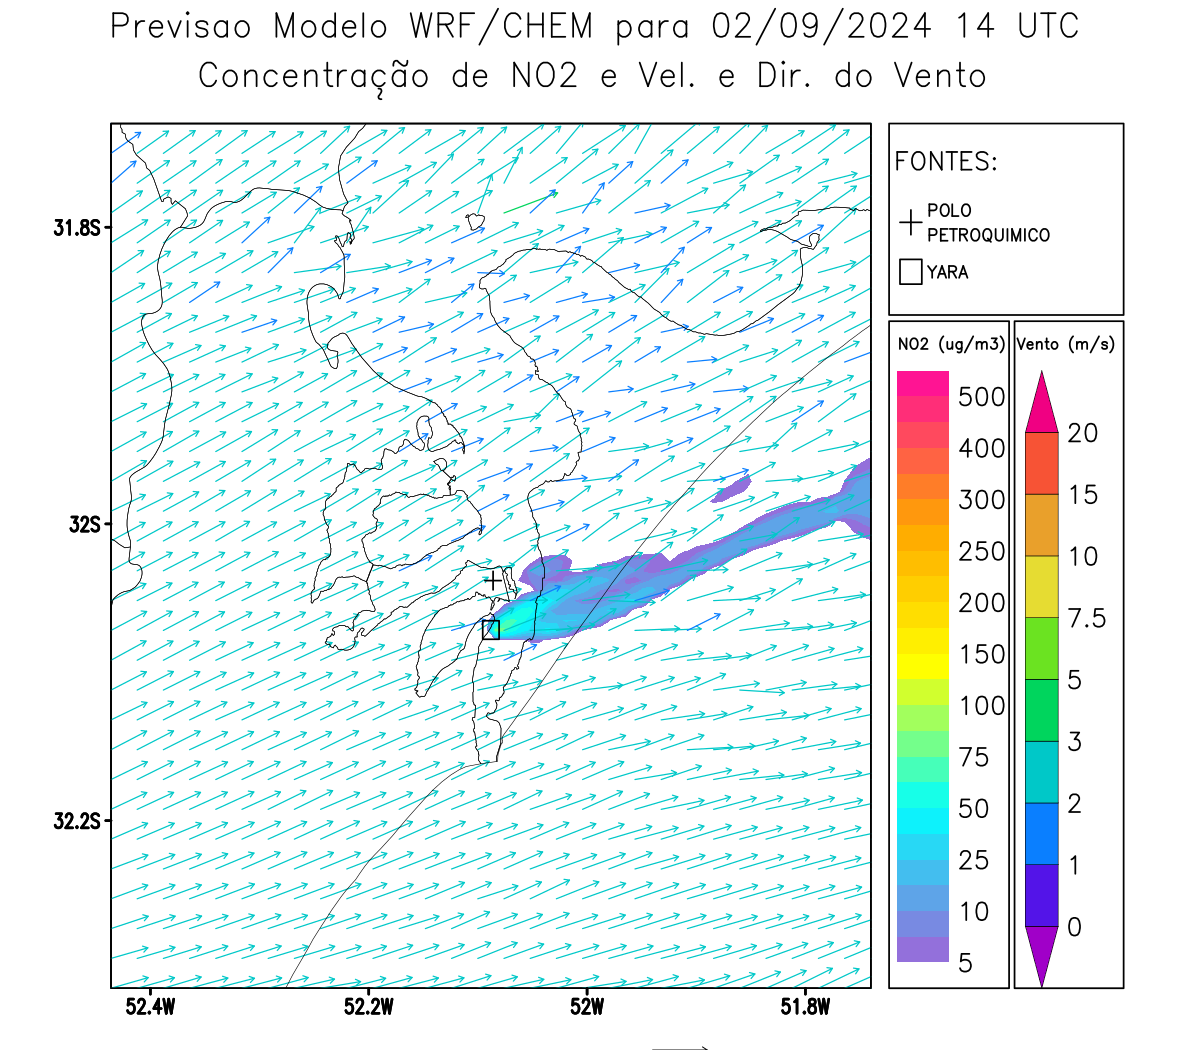 Previsao Modelo WRF/CHEM para 02/09/2024 14 UTC
Concentração de NO2 e Vel. e Dir. do Vento
FONTES:
POLO
PETROQUIMICO
YARA
31.8S
32S
32.2S
52.4W
52.2W
52W
51.8W
NO2 (ug/m3)
500
400
300
250
200
150
100
75
50
25
10
5
Vento (m/s)
20
15
10
7.5
5
3
2
1
0